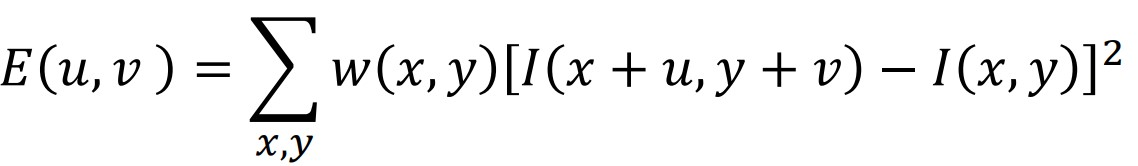 E(u, v ) = ∑ w(x, y)[I(x + u, y + v) − I(x, y)]²
x,y